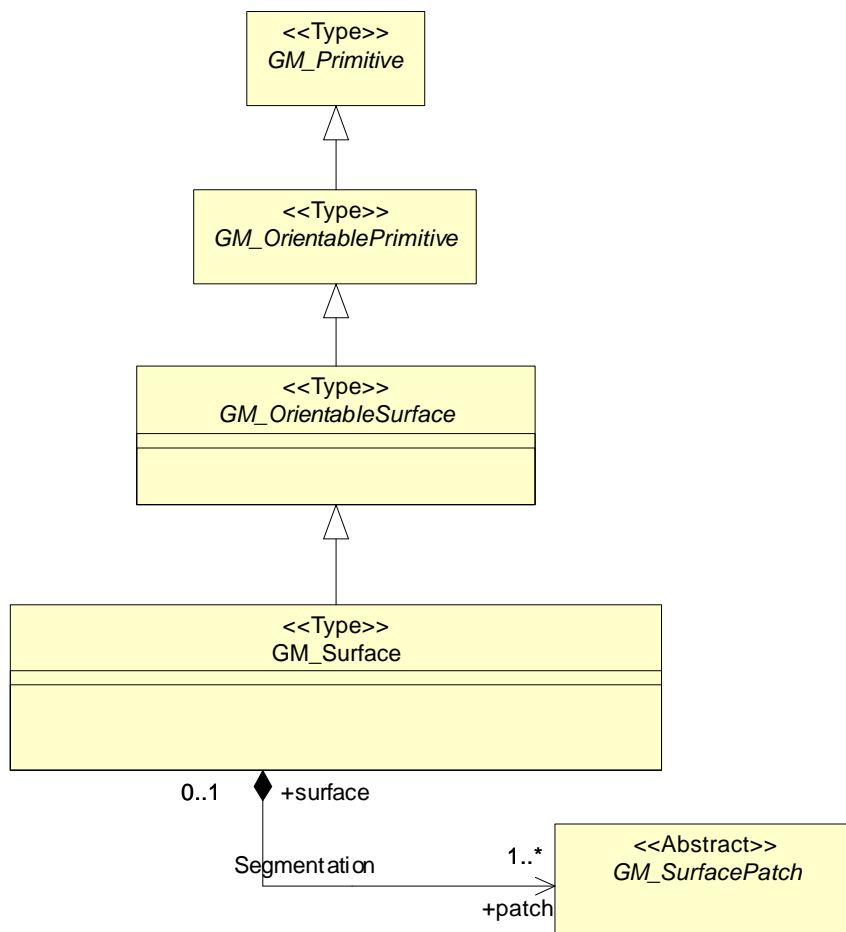 <<Type>>
GM_Primitive
<<Type>>
GM_OrientablePrimitive
<<Type>>
GM_OrientableSurface
<<Type>>
GM_Surface
0..1
+surface
Segmentation
1..*
+patch
<<Abstract>>
GM_SurfacePatch